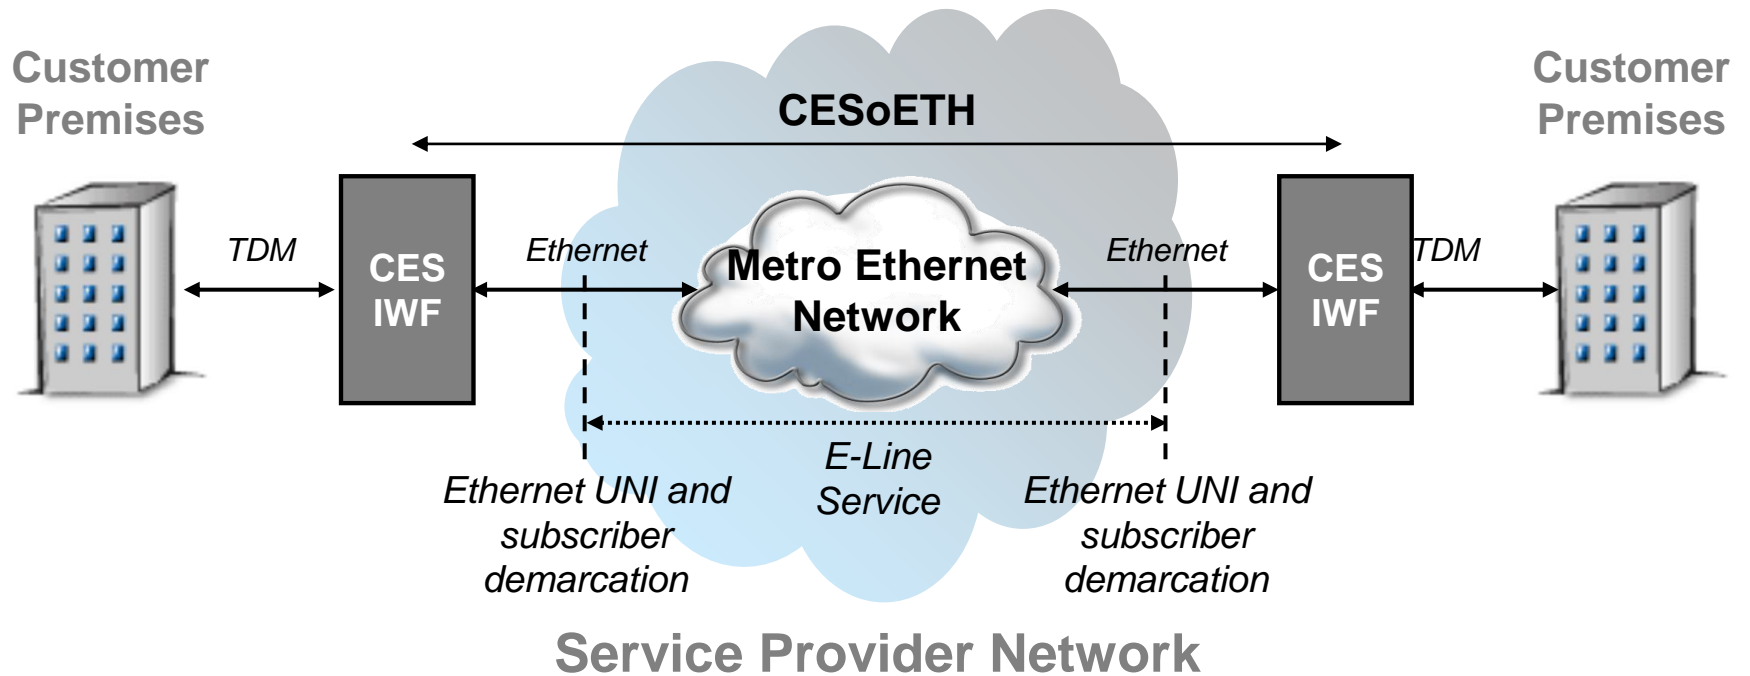 Customer
Premises
Customer
Premises
CESoETH
TDM
CES
IWF
Ethernet
Metro Ethernet
Network
Ethernet
CES
IWF
TDM
E-Line
Service
Ethernet UNI and
subscriber
demarcation
Ethernet UNI and
subscriber
demarcation
Service Provider Network